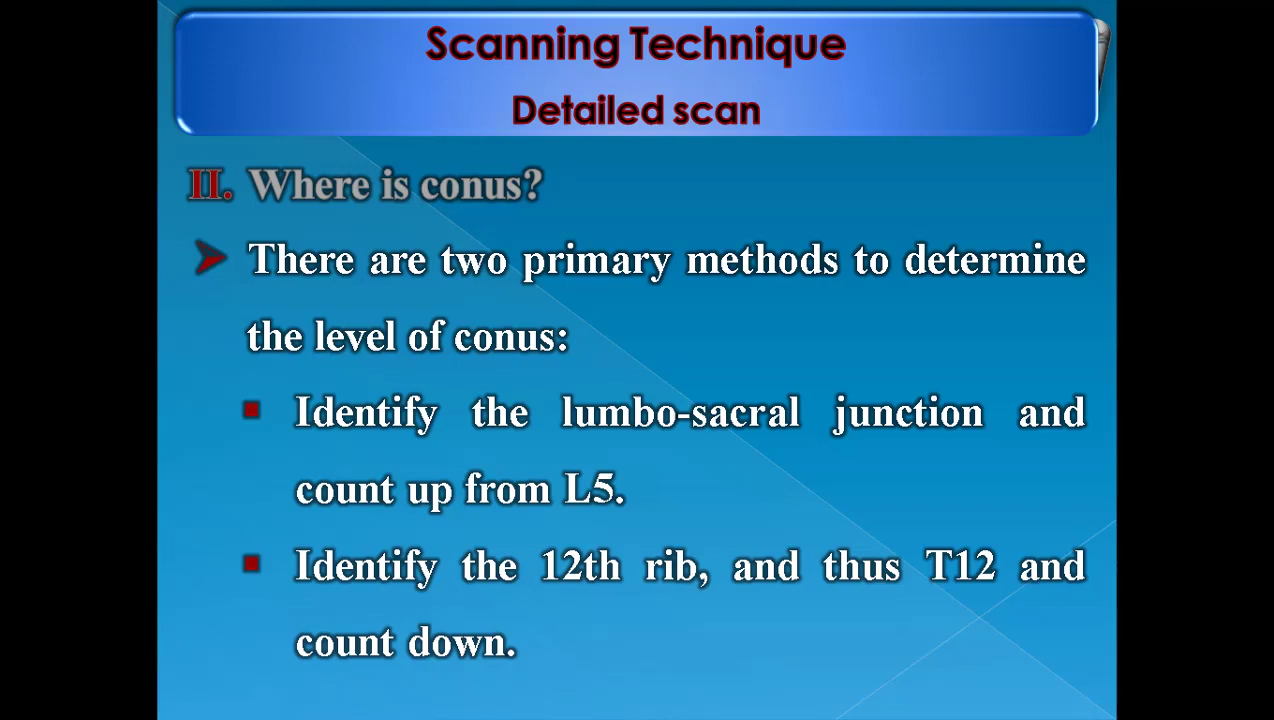 Scanning Technique
Detailed scan
II. Where is conus?
There are two primary methods to determine
the level of conus:
Identify the lumbo-sacral junction and
count up from L5.
Identify the 12th rib, and thus T12 and
count down.